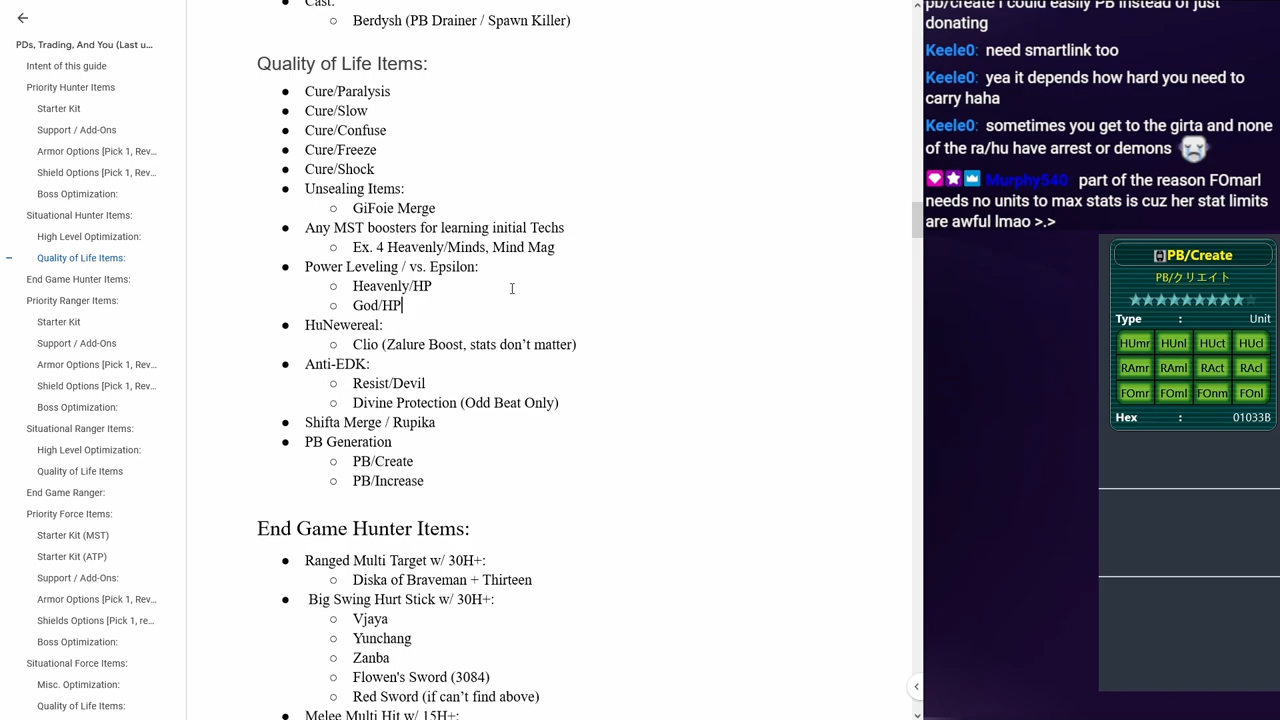 PDs, Trading, And You (Last u...
Intent of this guide
Priority Hunter Items
Starter Kit
Support / Add-Ons
Armor Options [Pick 1, Rev...
Shield Options [Pick 1, Rev...
Boss Optimization:
Situational Hunter Items:
High Level Optimization:
Quality of Life Items:
End Game Hunter Items:
Priority Ranger Items:
Starter Kit
Support / Add-Ons:
Armor Options [Pick 1, Rev...
Shield Options [Pick 1, Rev...
Boss Optimization:
Situational Ranger Items:
High Level Optimization:
Quality of Life Items
End Game Ranger:
Priority Force Items:
Starter Kit (MST)
Starter Kit (ATP)
Support / Add-Ons:
Armor Options [Pick 1, Rev...
Shields Options [Pick 1, re...
Boss Optimization:
Situational Force Items:
Misc. Optimization:
Quality of Life Items:
Cast:
Berdysh (PB Drainer / Spawn Killer)
Quality of Life Items:
Cure/Paralysis
Cure/Slow
Cure/Confuse
Cure/Freeze
Cure/Shock
Unsealing Items:
GiFoie Merge
Any MST boosters for learning initial Techs
Ex. 4 Heavenly/Minds, Mind Mag
Power Leveling / vs. Epsilon:
Heavenly/HP
God/HP
HuNewereal:
Clio (Zalure Boost, stats don’t matter)
Anti-EDK:
Resist/Devil
Divine Protection (Odd Beat Only)
Shifta Merge / Rupika
PB Generation
PB/Create
PB/Increase
End Game Hunter Items:
Ranged Multi Target w/ 30H+:
Diska of Braveman + Thirteen
Big Swing Hurt Stick w/ 30H+:
Vjaya
Yunchang
Zanba
Flowen's Sword (3084)
Red Sword (if can’t find above)
Melee Multi Hit w/ 15H+:
pb/create I could easily PB instead of just
donating
Keele0: need smartlink too
Keele0: yea it depends how hard you need to
carry haha
Keele0: sometimes you get to the girta and none
of the ra/hu have arrest or demons
Murphy540: part of the reason FOmarl
needs no units to max stats is cuz her stat limits
are awful lmao >.>
PB/Create
PB/クリエイト
Type : Unit
HUmr HUnl HUct HUcl
RAmr RAml RAct RAcl
FOmr FOml FOnm FOnl
Hex : 01033B